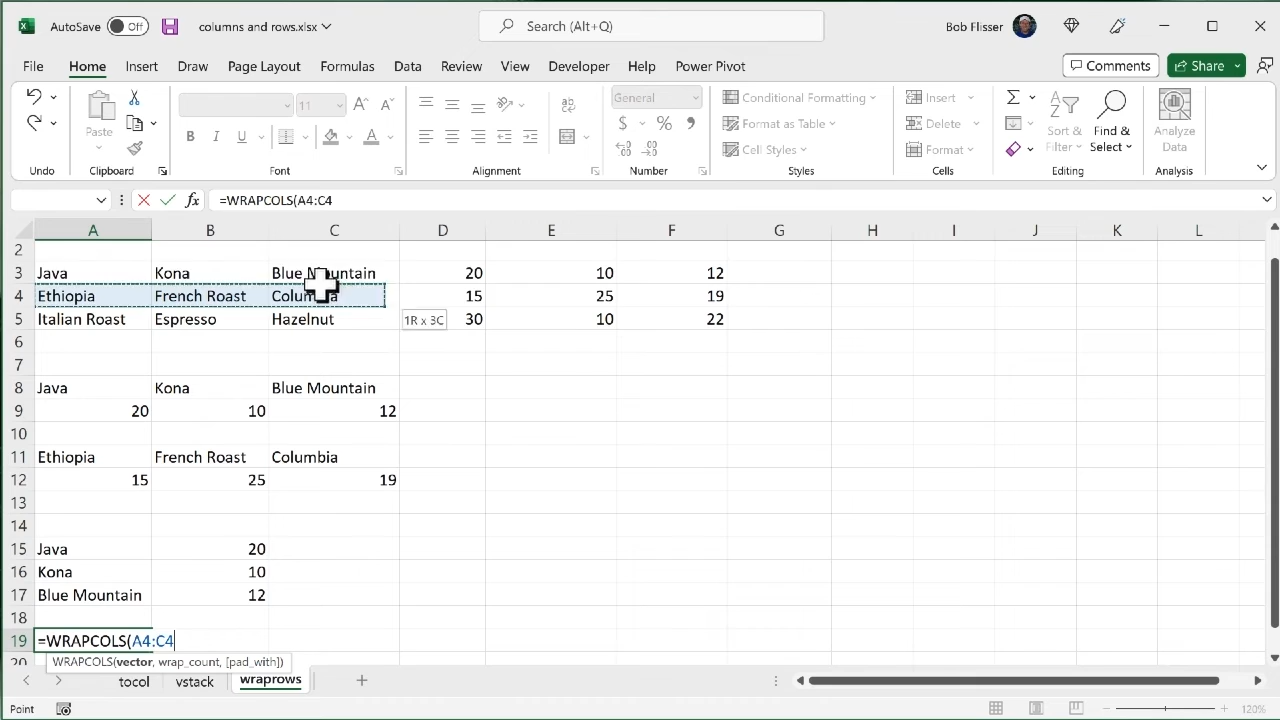 AutoSave Off columns and rows.xlsx Search (Alt+Q) Bob Flisser
File Home Insert Draw Page Layout Formulas Data Review View Developer Help Power Pivot Comments Share
11 General Conditional Formatting Insert
Paste Format as Table Delete Sort & Filter Find & Select Analyze Data
B I U A $ % Cell Styles Format
Undo Clipboard Font Alignment Number Styles Cells Editing Analysis
fx =WRAPCOLS(A4:C4
A B C D E F G H I J K L
2
3 Java Kona Blue Mountain 20 10 12
4 Ethiopia French Roast Columbia 15 25 19
5 Italian Roast Espresso Hazelnut 1R x 3C 30 10 22
6
7
8 Java Kona Blue Mountain
9 20 10 12
10
11 Ethiopia French Roast Columbia
12 15 25 19
13
14
15 Java 20
16 Kona 10
17 Blue Mountain 12
18
19 =WRAPCOLS(A4:C4
20 WRAPCOLS(vector, wrap_count, [pad_with])
tocol vstack wraprows
Point 120%